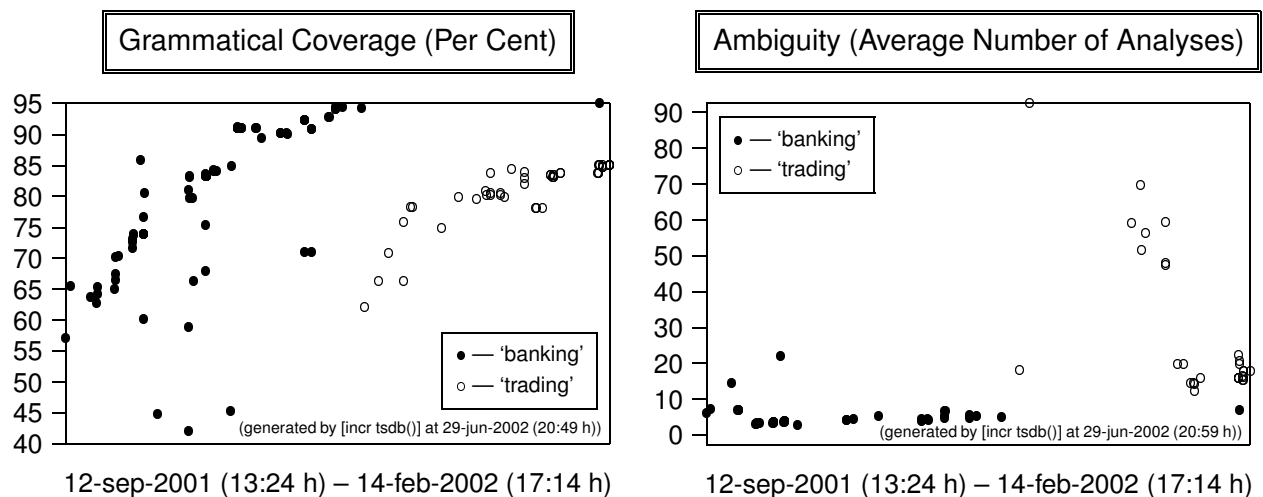 Grammatical Coverage (Per Cent)
95
90
85
80
75
70
65
60
55
50
45
40
● — ‘banking’
○ — ‘trading’
(generated by [incr tsdb()] at 29-jun-2002 (20:49 h))
12-sep-2001 (13:24 h) – 14-feb-2002 (17:14 h)
Ambiguity (Average Number of Analyses)
90
80
70
60
50
40
30
20
10
0
● — ‘banking’
○ — ‘trading’
(generated by [incr tsdb()] at 29-jun-2002 (20:59 h))
12-sep-2001 (13:24 h) – 14-feb-2002 (17:14 h)